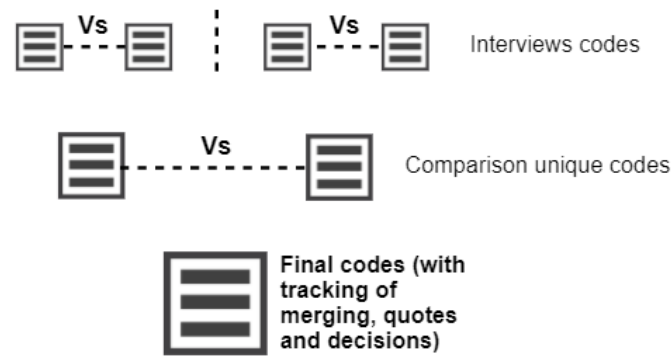 Vs
Vs
Interviews codes
Vs
Comparison unique codes
Final codes (with
tracking of
merging, quotes
and decisions)